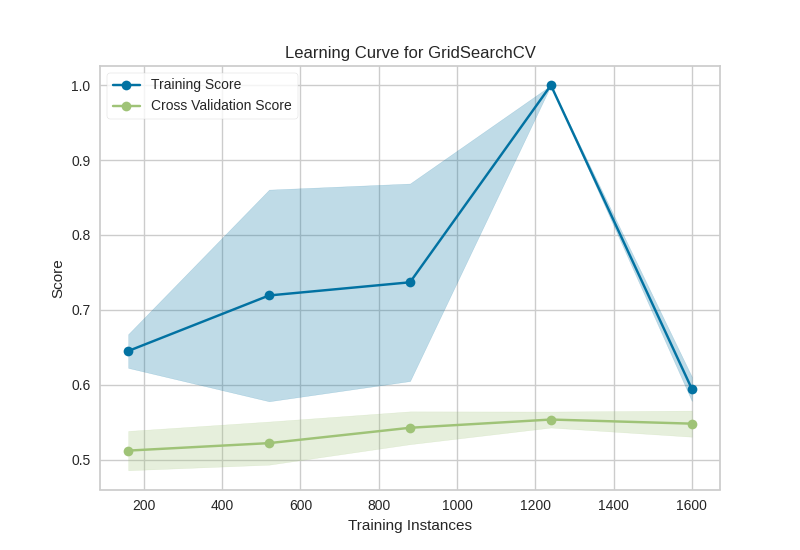 Learning Curve for GridSearchCV
Training Score
Cross Validation Score
1.0
0.9
0.8
0.7
0.6
0.5
Score
200 400 600 800 1000 1200 1400 1600
Training Instances